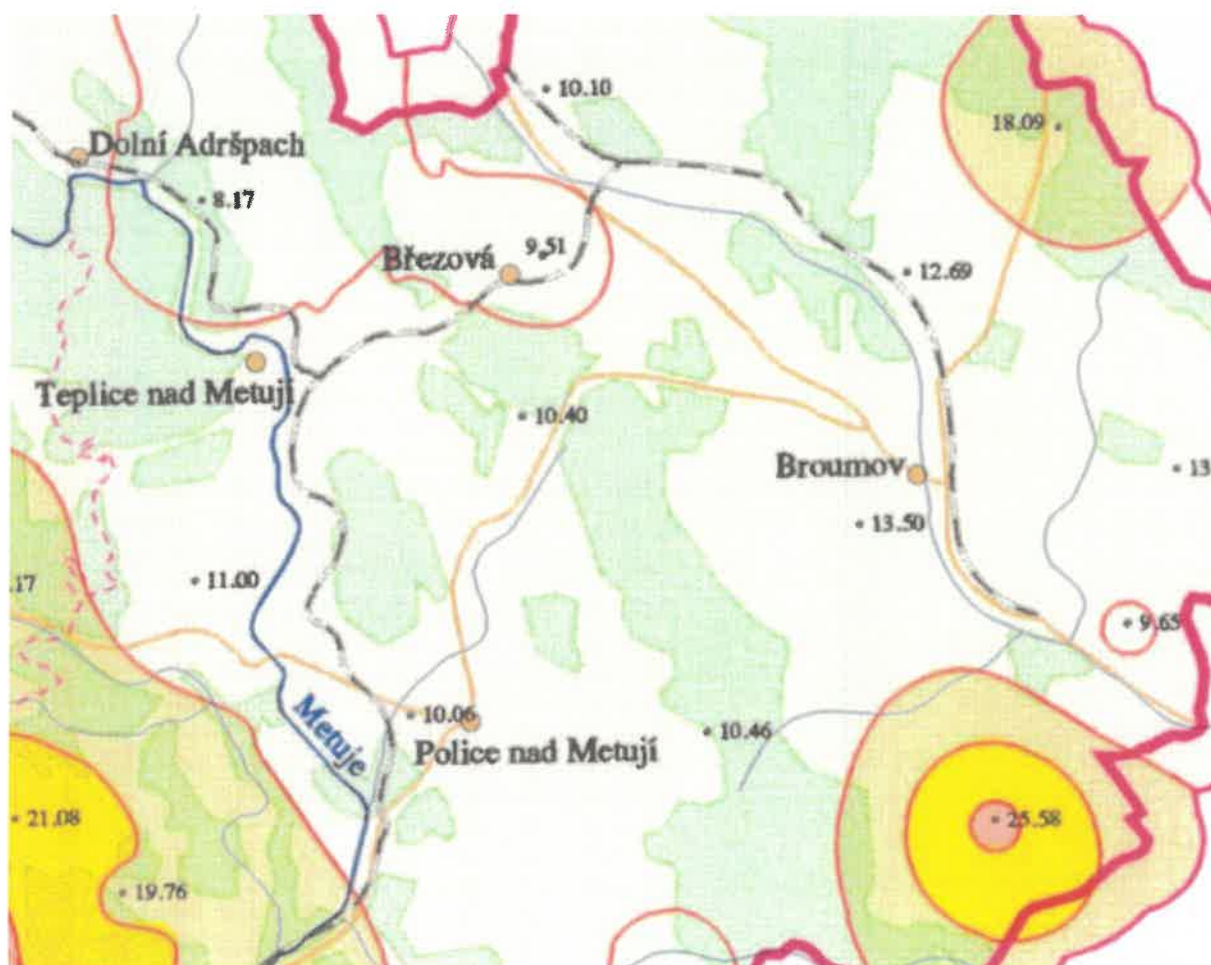 10.10
18.09
Dolní Adršpach
8.17
9.51
Březová
12.69
Teplice nad Metují
10.40
Broumov
13
13.50
.17
11.00
9.65
Metuje
10.06
10.46
Police nad Metují
21.08
25.58
19.76